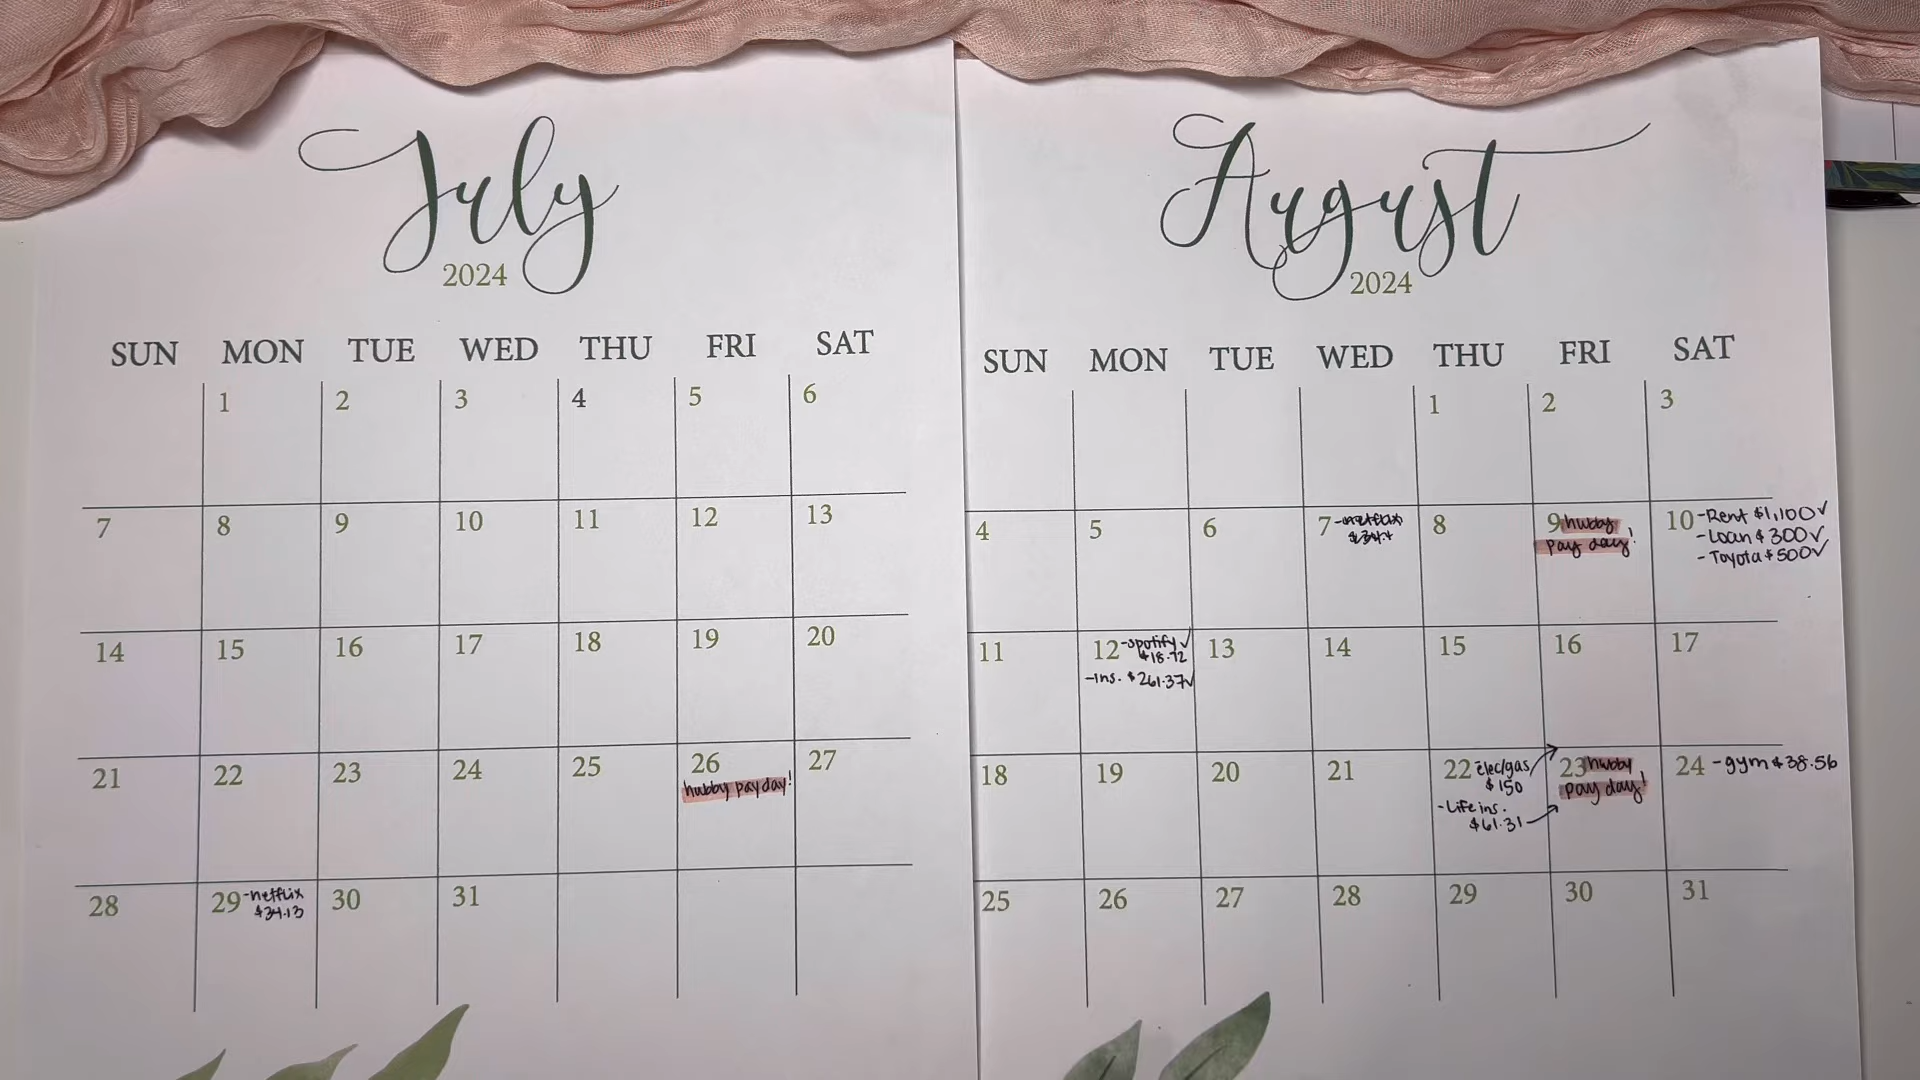 July
2024
SUN MON TUE WED THU FRI SAT
1 2 3 4 5 6
7 8 9 10 11 12 13
14 15 16 17 18 19 20
21 22 23 24 25 26 27
hubby pay day!
28 29 -netflix 30 31
$34.13
August
2024
SUN MON TUE WED THU FRI SAT
1 2 3
4 5 6 7 -netflix 8 9 hubby 10 -Rent $1,100 ✓
pay day! -Loan $300 ✓
-Toyota $500 ✓
11 12 -spotify ✓ 13 14 15 16 17
$18.72
-Ins. $261.37 ✓
18 19 20 21 22 elec/gas 23 hubby 24 -gym $38.56
$150 pay day!
-Life ins.
$61.31
25 26 27 28 29 30 31